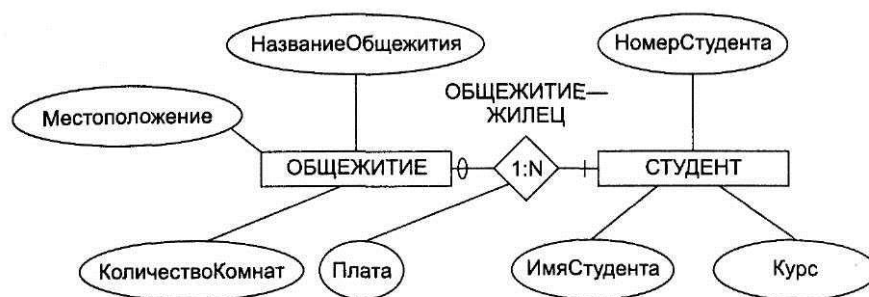 НазваниеОбщежития
НомерСтудента
Местоположение
ОБЩЕЖИТИЕ—
ЖИЛЕЦ
ОБЩЕЖИТИЕ
1:N
СТУДЕНТ
КоличествоКомнат
Плата
ИмяСтудента
Курс